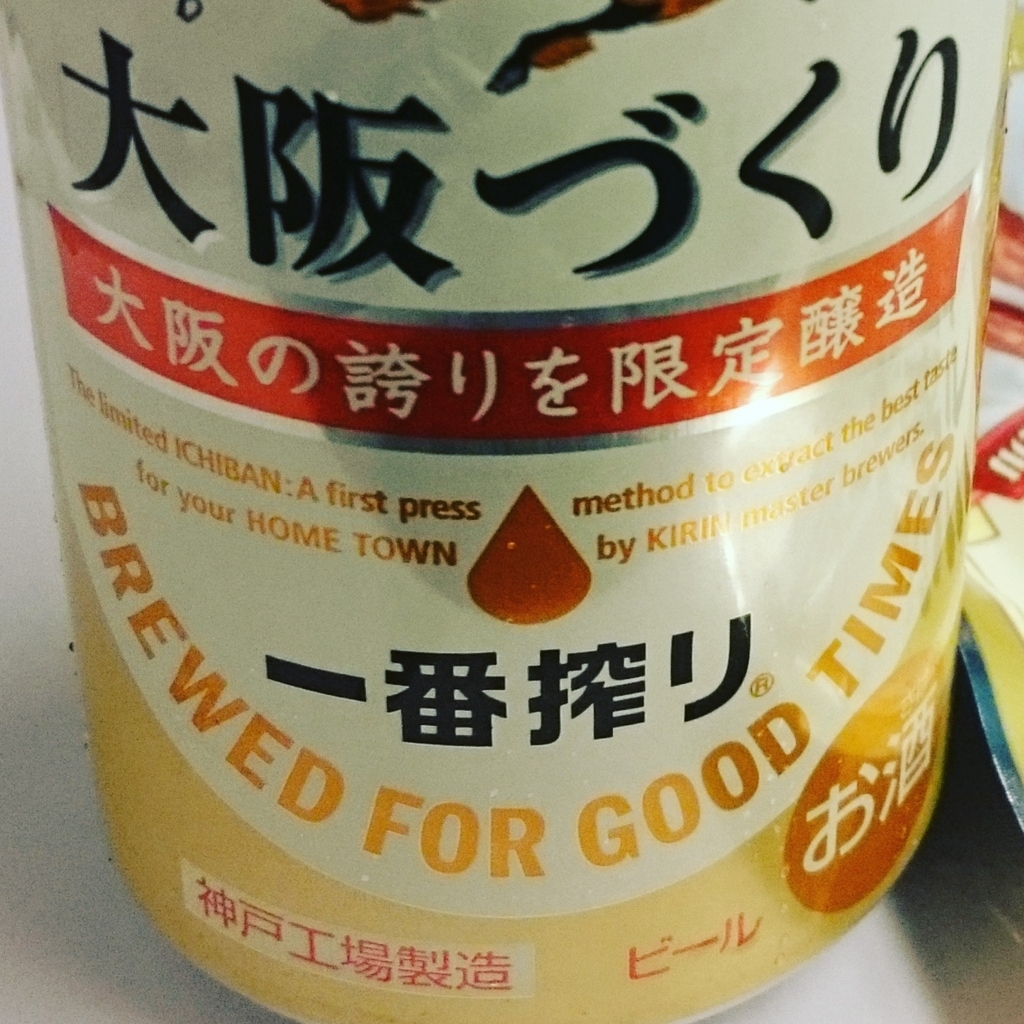 大阪づくり
大阪の誇りを限定醸造
The limited ICHIBAN: A first press method to extract the best taste
for your HOME TOWN by KIRIN master brewers.
一番搾り®
BREWED FOR GOOD TIMES
お酒
神戸工場製造
ビール